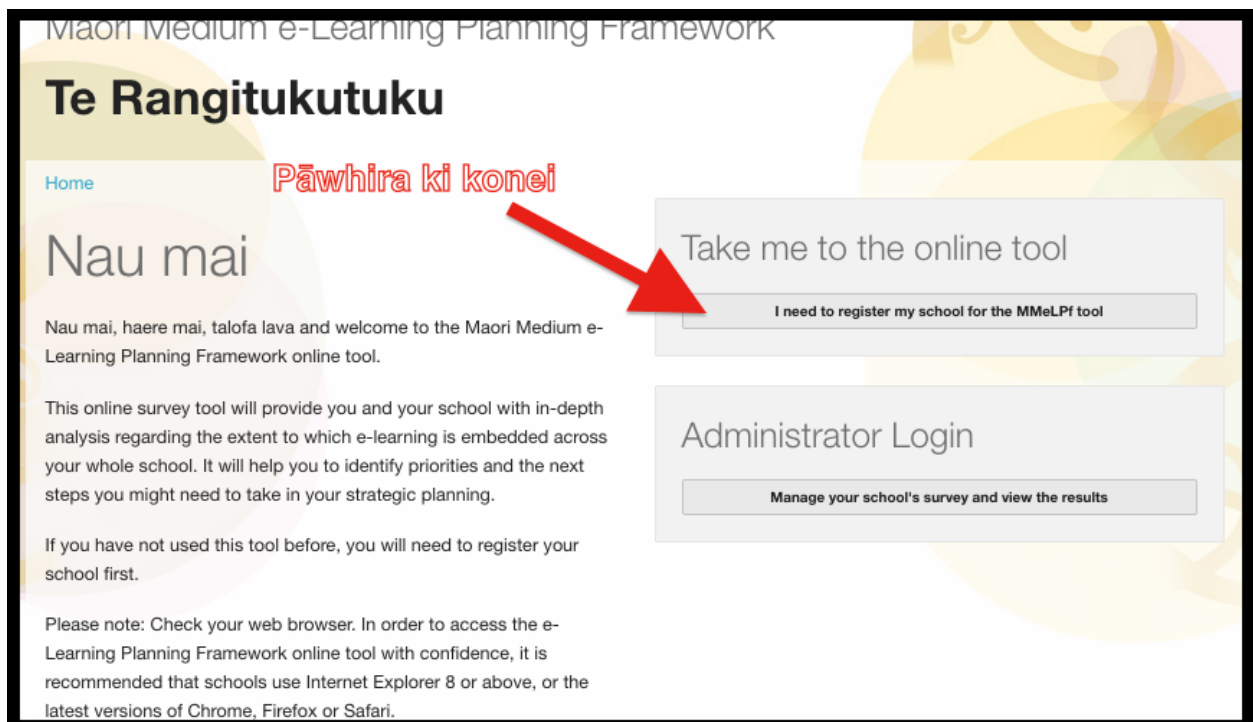 Maori Medium e-Learning Planning Framework
Te Rangitukutuku
Home
Pāwhira ki konei
Nau mai
Nau mai, haere mai, talofa lava and welcome to the Maori Medium e-
Learning Planning Framework online tool.
This online survey tool will provide you and your school with in-depth
analysis regarding the extent to which e-learning is embedded across
your whole school. It will help you to identify priorities and the next
steps you might need to take in your strategic planning.
If you have not used this tool before, you will need to register your
school first.
Please note: Check your web browser. In order to access the e-
Learning Planning Framework online tool with confidence, it is
recommended that schools use Internet Explorer 8 or above, or the
latest versions of Chrome, Firefox or Safari.
Take me to the online tool
I need to register my school for the MMeLPf tool
Administrator Login
Manage your school's survey and view the results